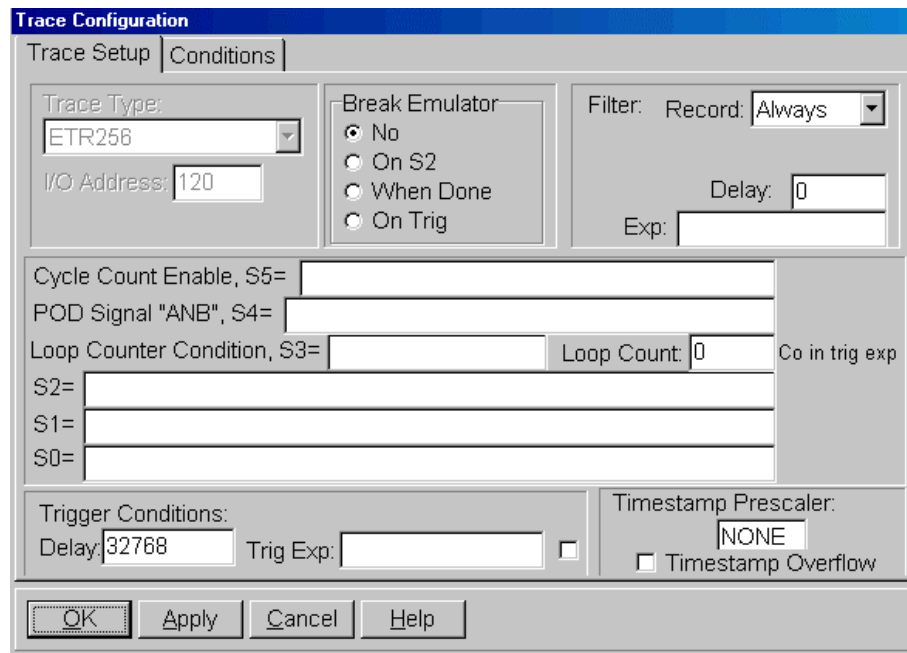 Trace Configuration
Trace Setup Conditions
Trace Type:
ETR256
I/O Address: 120
Break Emulator
No
On S2
When Done
On Trig
Filter: Record: Always
Delay: 0
Exp:
Cycle Count Enable, S5=
POD Signal "ANB", S4=
Loop Counter Condition, S3= Loop Count: 0 Co in trig exp
S2=
S1=
S0=
Trigger Conditions:
Delay: 32768 Trig Exp:
Timestamp Prescaler:
NONE
Timestamp Overflow
OK Apply Cancel Help